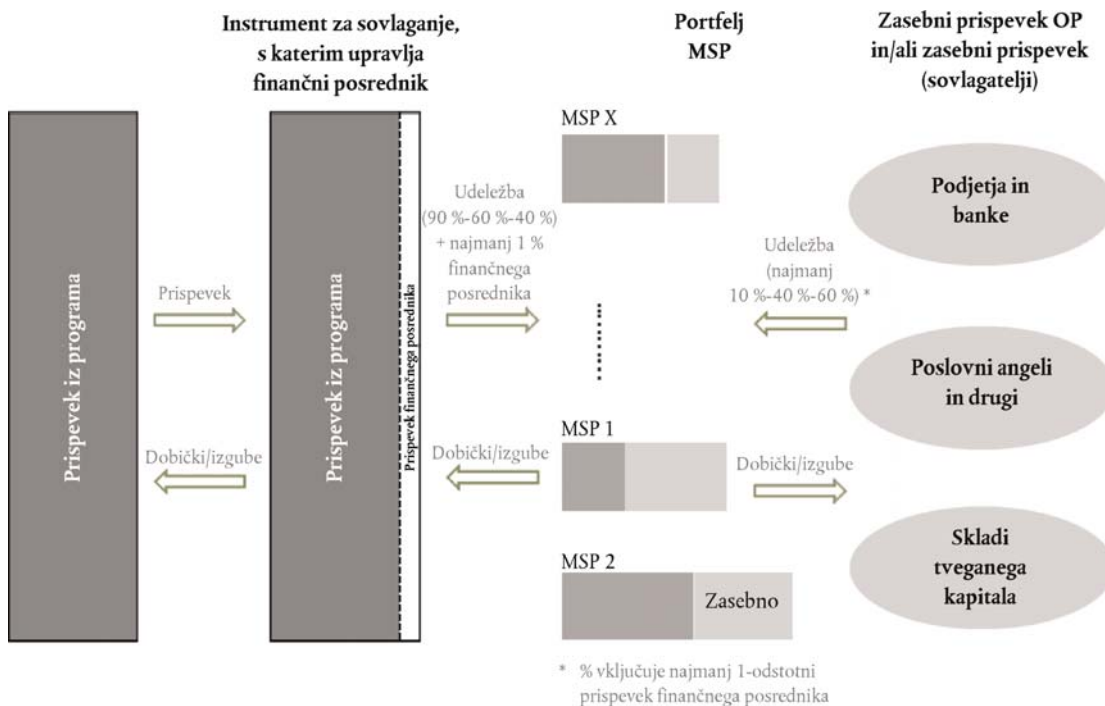 Instrument za sovlaganje,
s katerim upravlja
finančni posrednik
Portfelj
MSP
Zasebni prispevek OP
in/ali zasebni prispevek
(sovlagatelji)
Prispevek iz programa
Prispevek
Dobički/izgube
Prispevek iz programa
Prispevek finančnega posrednika
Udeležba
(90 %-60 %-40 %)
+ najmanj 1 %
finančnega
posrednika
Dobički/izgube
MSP X
MSP 1
MSP 2
Zasebno
Udeležba
(najmanj
10 %-40 %-60 %) *
Dobički/izgube
Podjetja in
banke
Poslovni angeli
in drugi
Skladi
tveganega
kapitala
* % vključuje najmanj 1-odstotni
prispevek finančnega posrednika